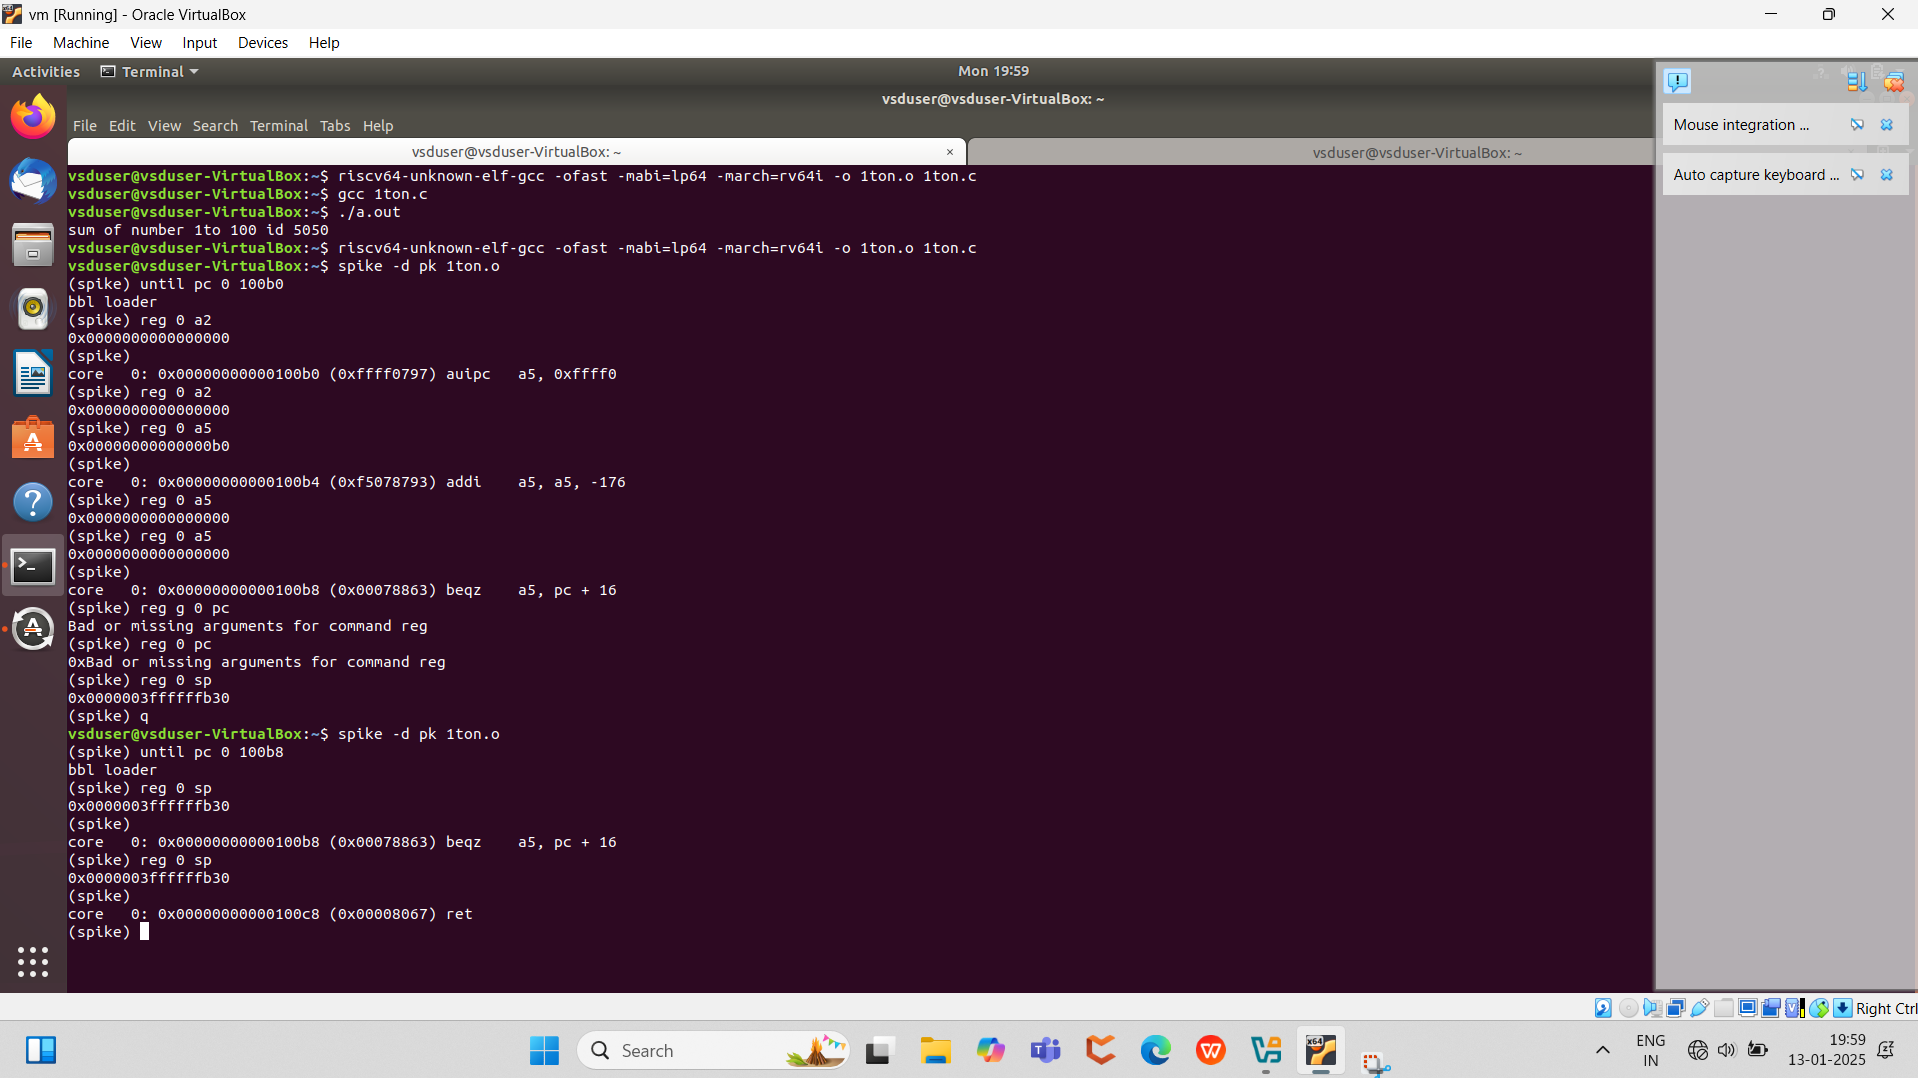 vm [Running] - Oracle VirtualBox
File Machine View Input Devices Help
Activities Terminal Mon 19:59
vsduser@vsduser-VirtualBox: ~
File Edit View Search Terminal Tabs Help
vsduser@vsduser-VirtualBox: ~ × vsduser@vsduser-VirtualBox: ~
Mouse integration ...
Auto capture keyboard ...
vsduser@vsduser-VirtualBox:~$ riscv64-unknown-elf-gcc -ofast -mabi=lp64 -march=rv64i -o 1ton.o 1ton.c
vsduser@vsduser-VirtualBox:~$ gcc 1ton.c
vsduser@vsduser-VirtualBox:~$ ./a.out
sum of number 1to 100 id 5050
vsduser@vsduser-VirtualBox:~$ riscv64-unknown-elf-gcc -ofast -mabi=lp64 -march=rv64i -o 1ton.o 1ton.c
vsduser@vsduser-VirtualBox:~$ spike -d pk 1ton.o
(spike) until pc 0 100b0
bbl loader
(spike) reg 0 a2
0x0000000000000000
(spike)
core   0: 0x00000000000100b0 (0xffff0797) auipc   a5, 0xffff0
(spike) reg 0 a2
0x0000000000000000
(spike) reg 0 a5
0x00000000000000b0
(spike)
core   0: 0x00000000000100b4 (0xf5078793) addi    a5, a5, -176
(spike) reg 0 a5
0x0000000000000000
(spike) reg 0 a5
0x0000000000000000
(spike)
core   0: 0x00000000000100b8 (0x00078863) beqz    a5, pc + 16
(spike) reg g 0 pc
Bad or missing arguments for command reg
(spike) reg 0 pc
0xBad or missing arguments for command reg
(spike) reg 0 sp
0x0000003ffffffb30
(spike) q
vsduser@vsduser-VirtualBox:~$ spike -d pk 1ton.o
(spike) until pc 0 100b8
bbl loader
(spike) reg 0 sp
0x0000003ffffffb30
(spike)
core   0: 0x00000000000100b8 (0x00078863) beqz    a5, pc + 16
(spike) reg 0 sp
0x0000003ffffffb30
(spike)
core   0: 0x00000000000100c8 (0x00008067) ret
(spike)
Right Ctrl
Search
ENG
IN
19:59
13-01-2025